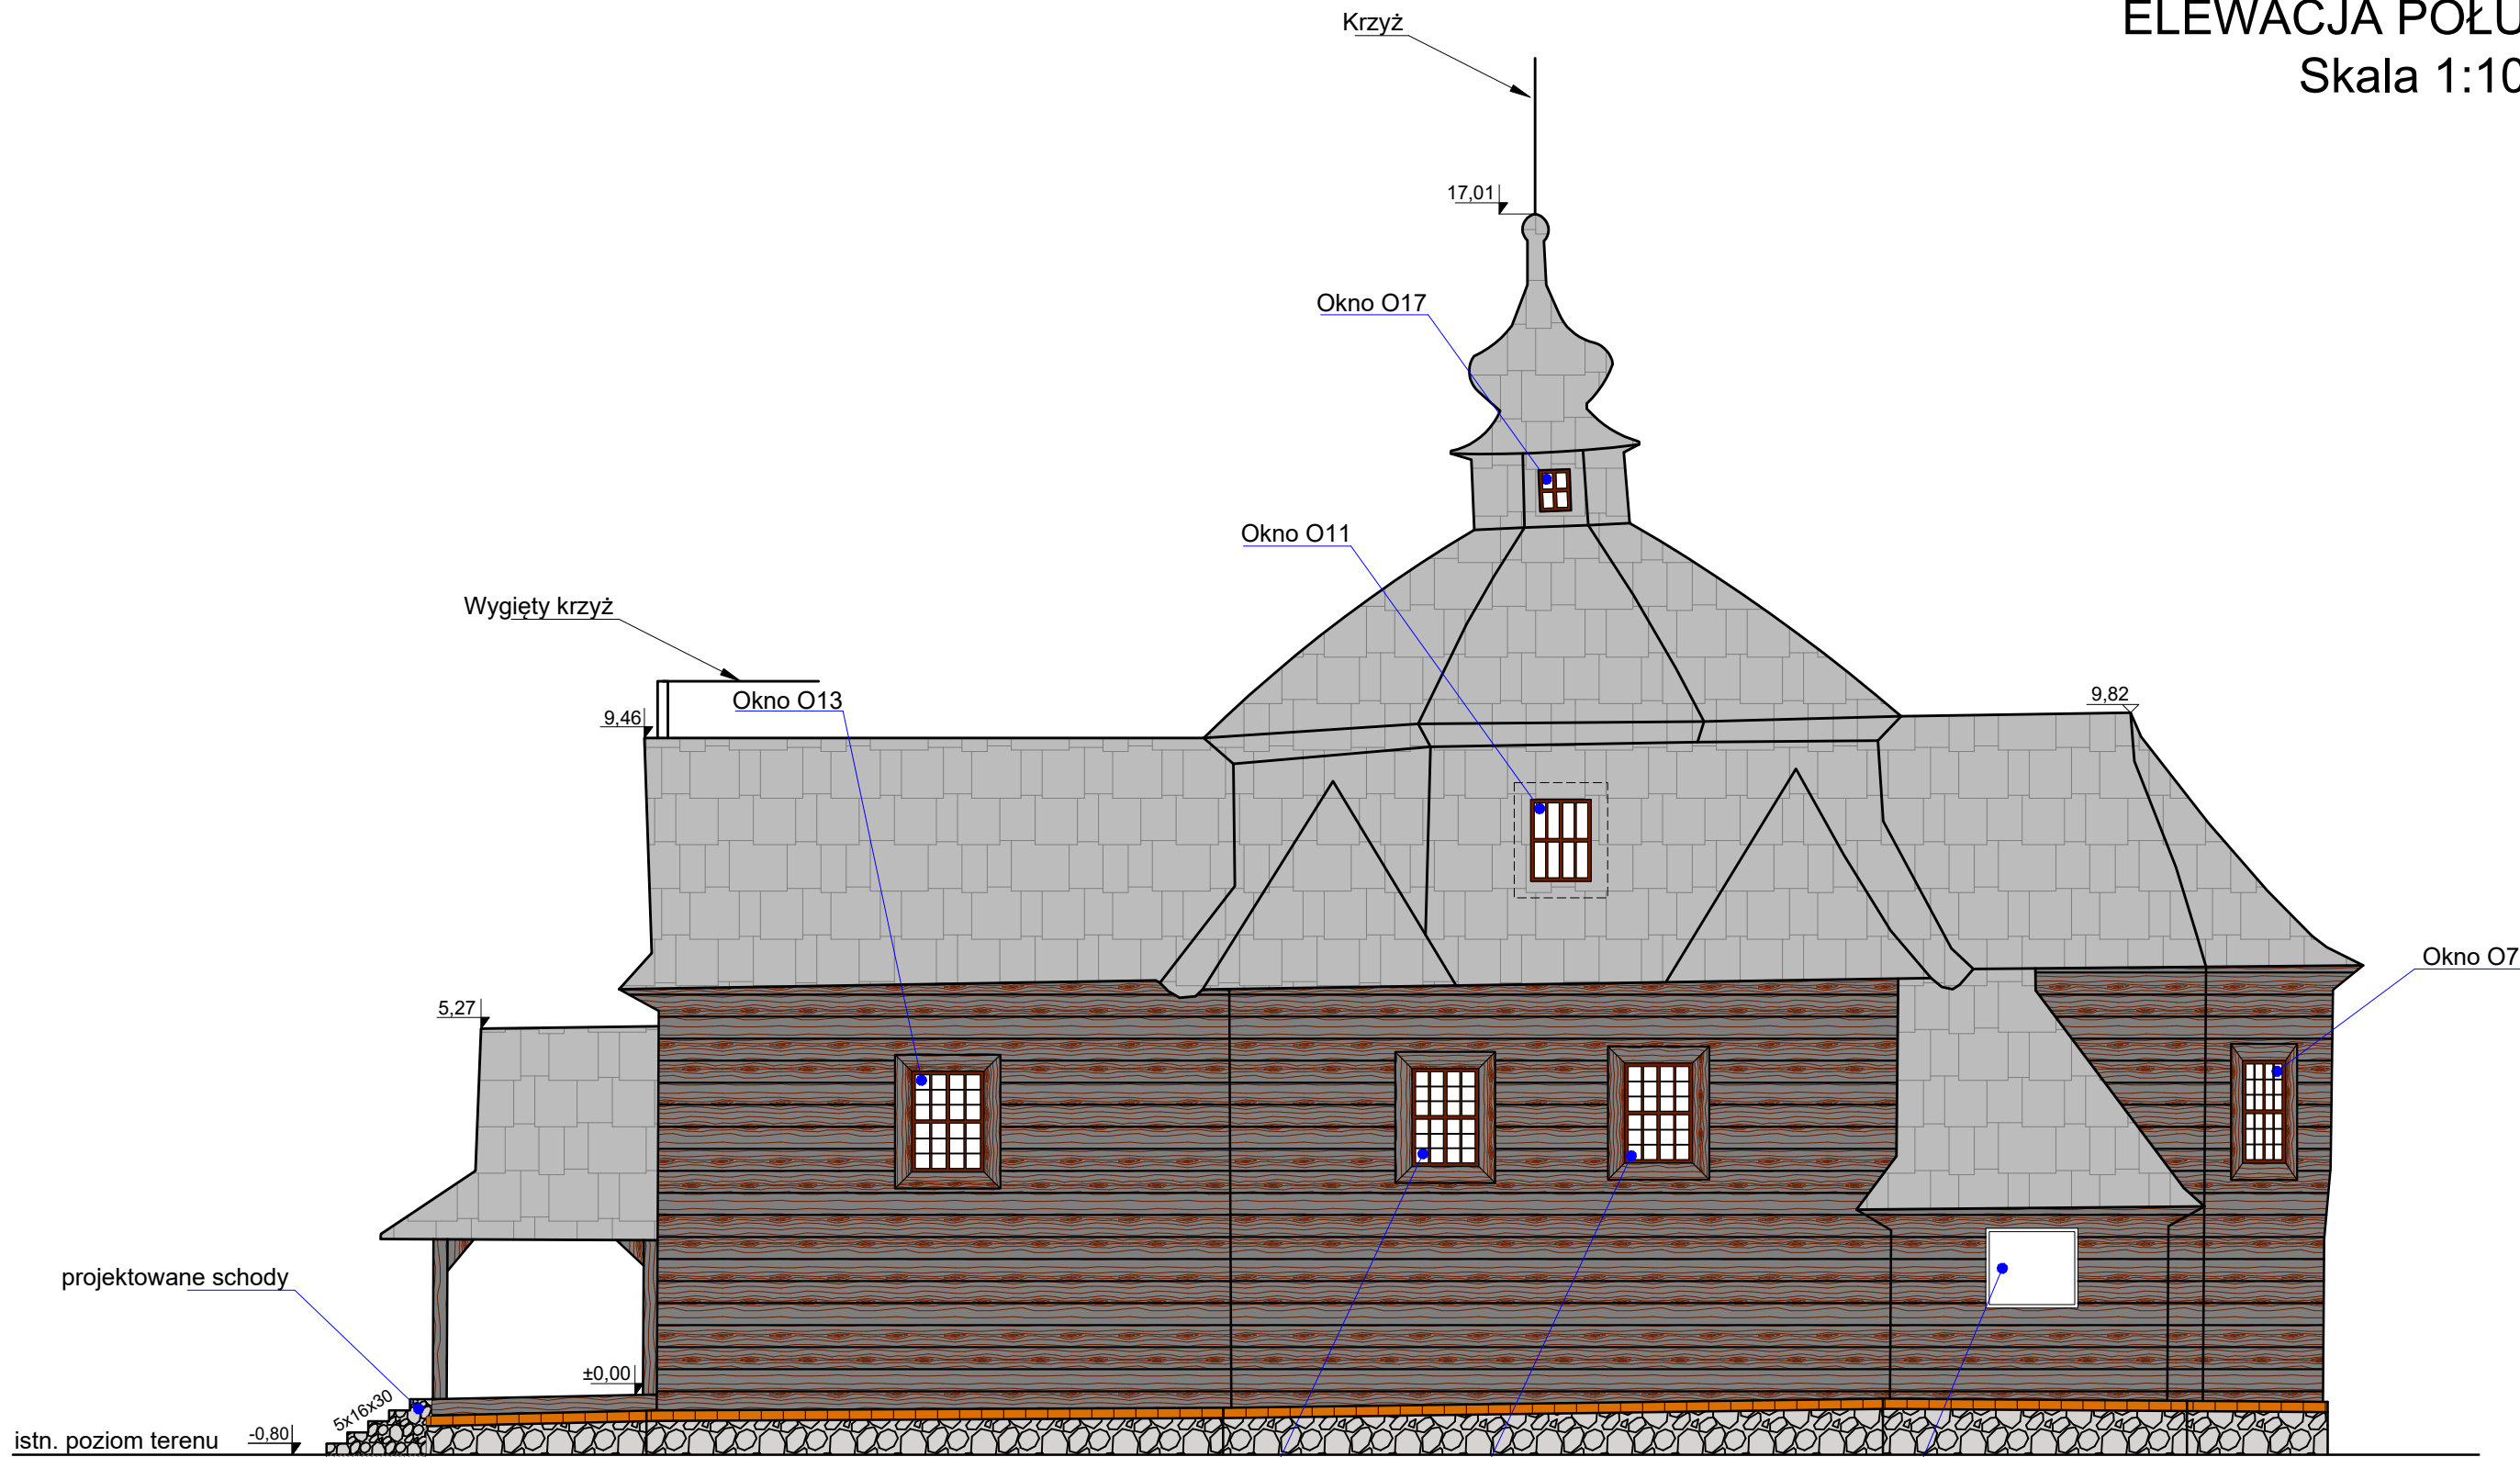 Krzyż
ELEWACJA POŁU
Skala 1:10
17,01
Okno O17
Okno O11
Wygięty krzyż
Okno O13
9,46
9,82
Okno O7
5,27
projektowane schody
±0,00
5x16x30
-0,80
istn. poziom terenu